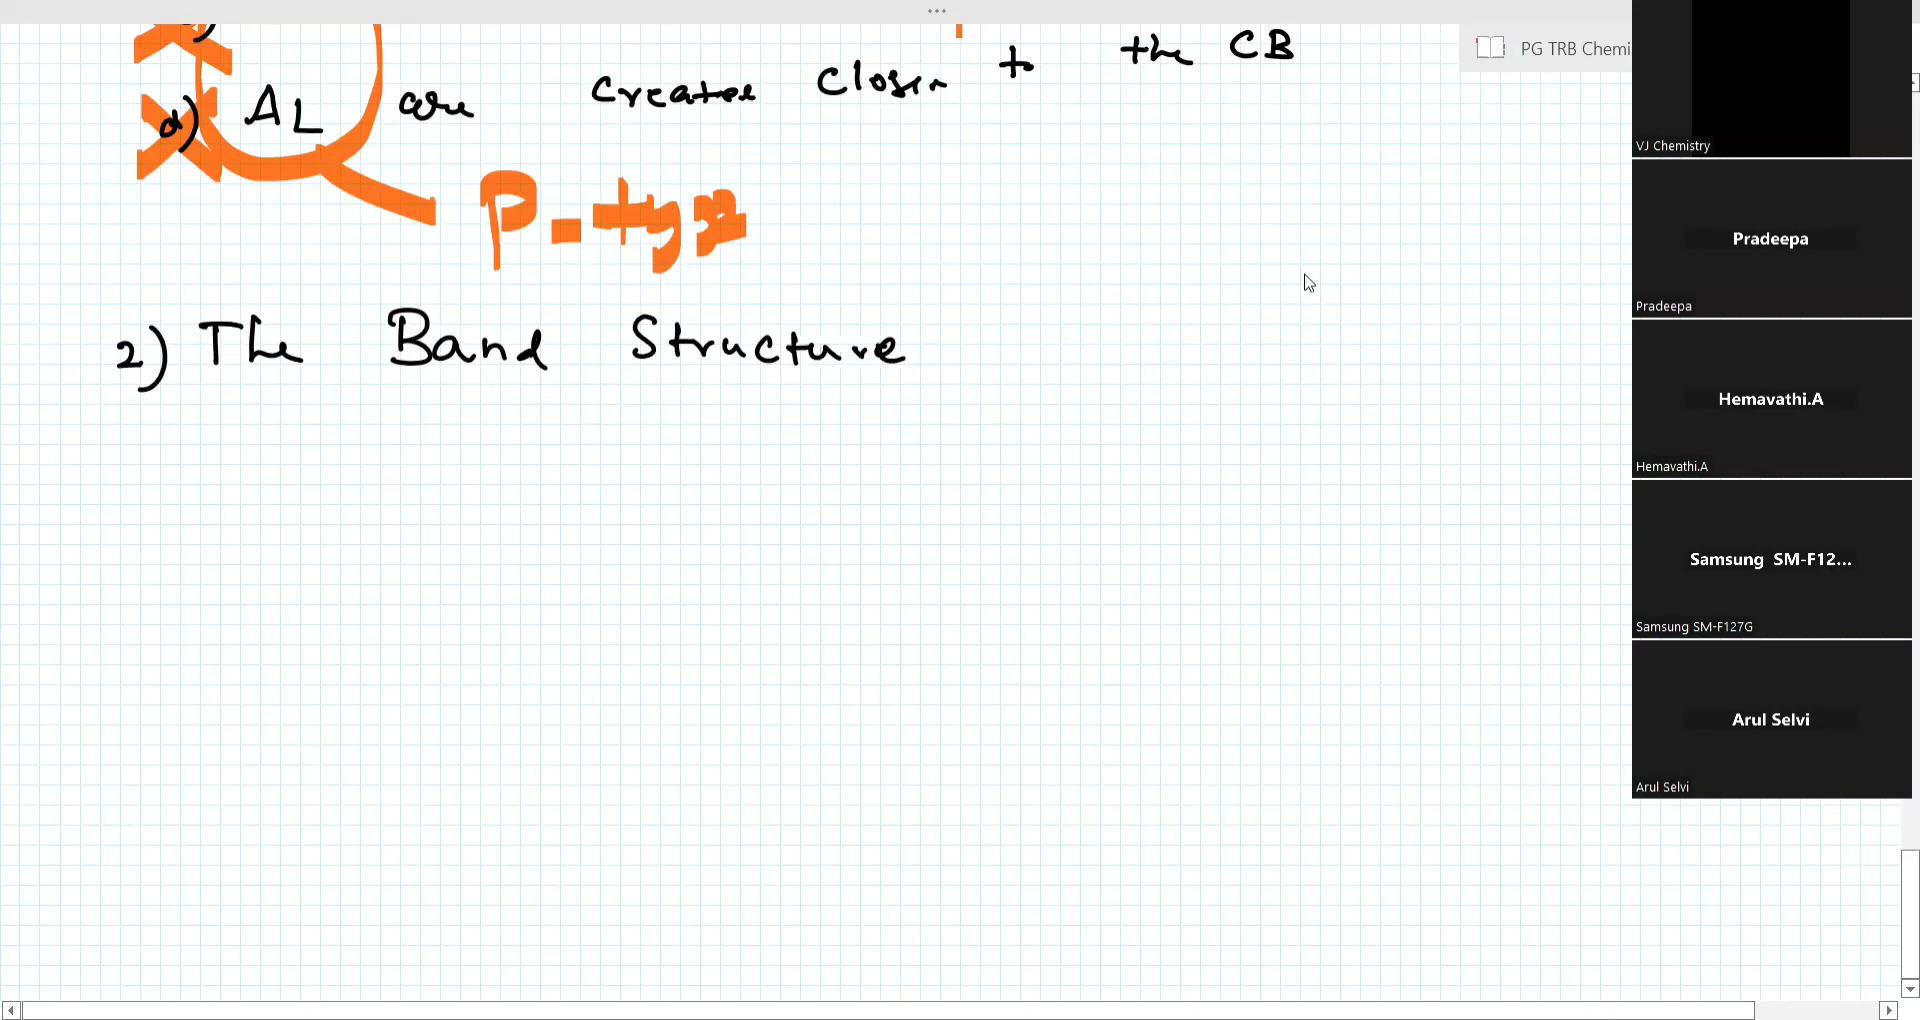 to the CB
d) AL are created closer
P-type
2) The Band Structure
PG TRB Chemi
VJ Chemistry
Pradeepa
Pradeepa
Hemavathi.A
Hemavathi.A
Samsung SM-F12...
Samsung SM-F127G
Arul Selvi
Arul Selvi